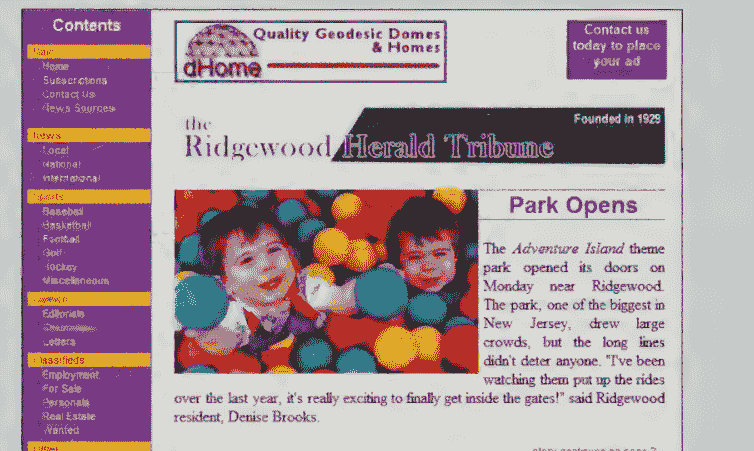 Contents
Main
Home
Subscriptions
Contact Us
News Sources
News
Local
National
International
Sports
Baseball
Basketball
Football
Golf
Hockey
Miscellaneous
Editorials
Letters
Classifieds
Employment
For Sale
Personals
Real Estate
Wanted
Quality Geodesic Domes
& Homes
dHome
Contact us
today to place
your ad
the
Ridgewood Herald Tribune
Founded in 1929
Park Opens
The Adventure Island theme
park opened its doors on
Monday near Ridgewood.
The park, one of the biggest in
New Jersey, drew large
crowds, but the long lines
didn't deter anyone. "I've been
watching them put up the rides
over the last year, it's really exciting to finally get inside the gates!" said Ridgewood
resident, Denise Brooks.